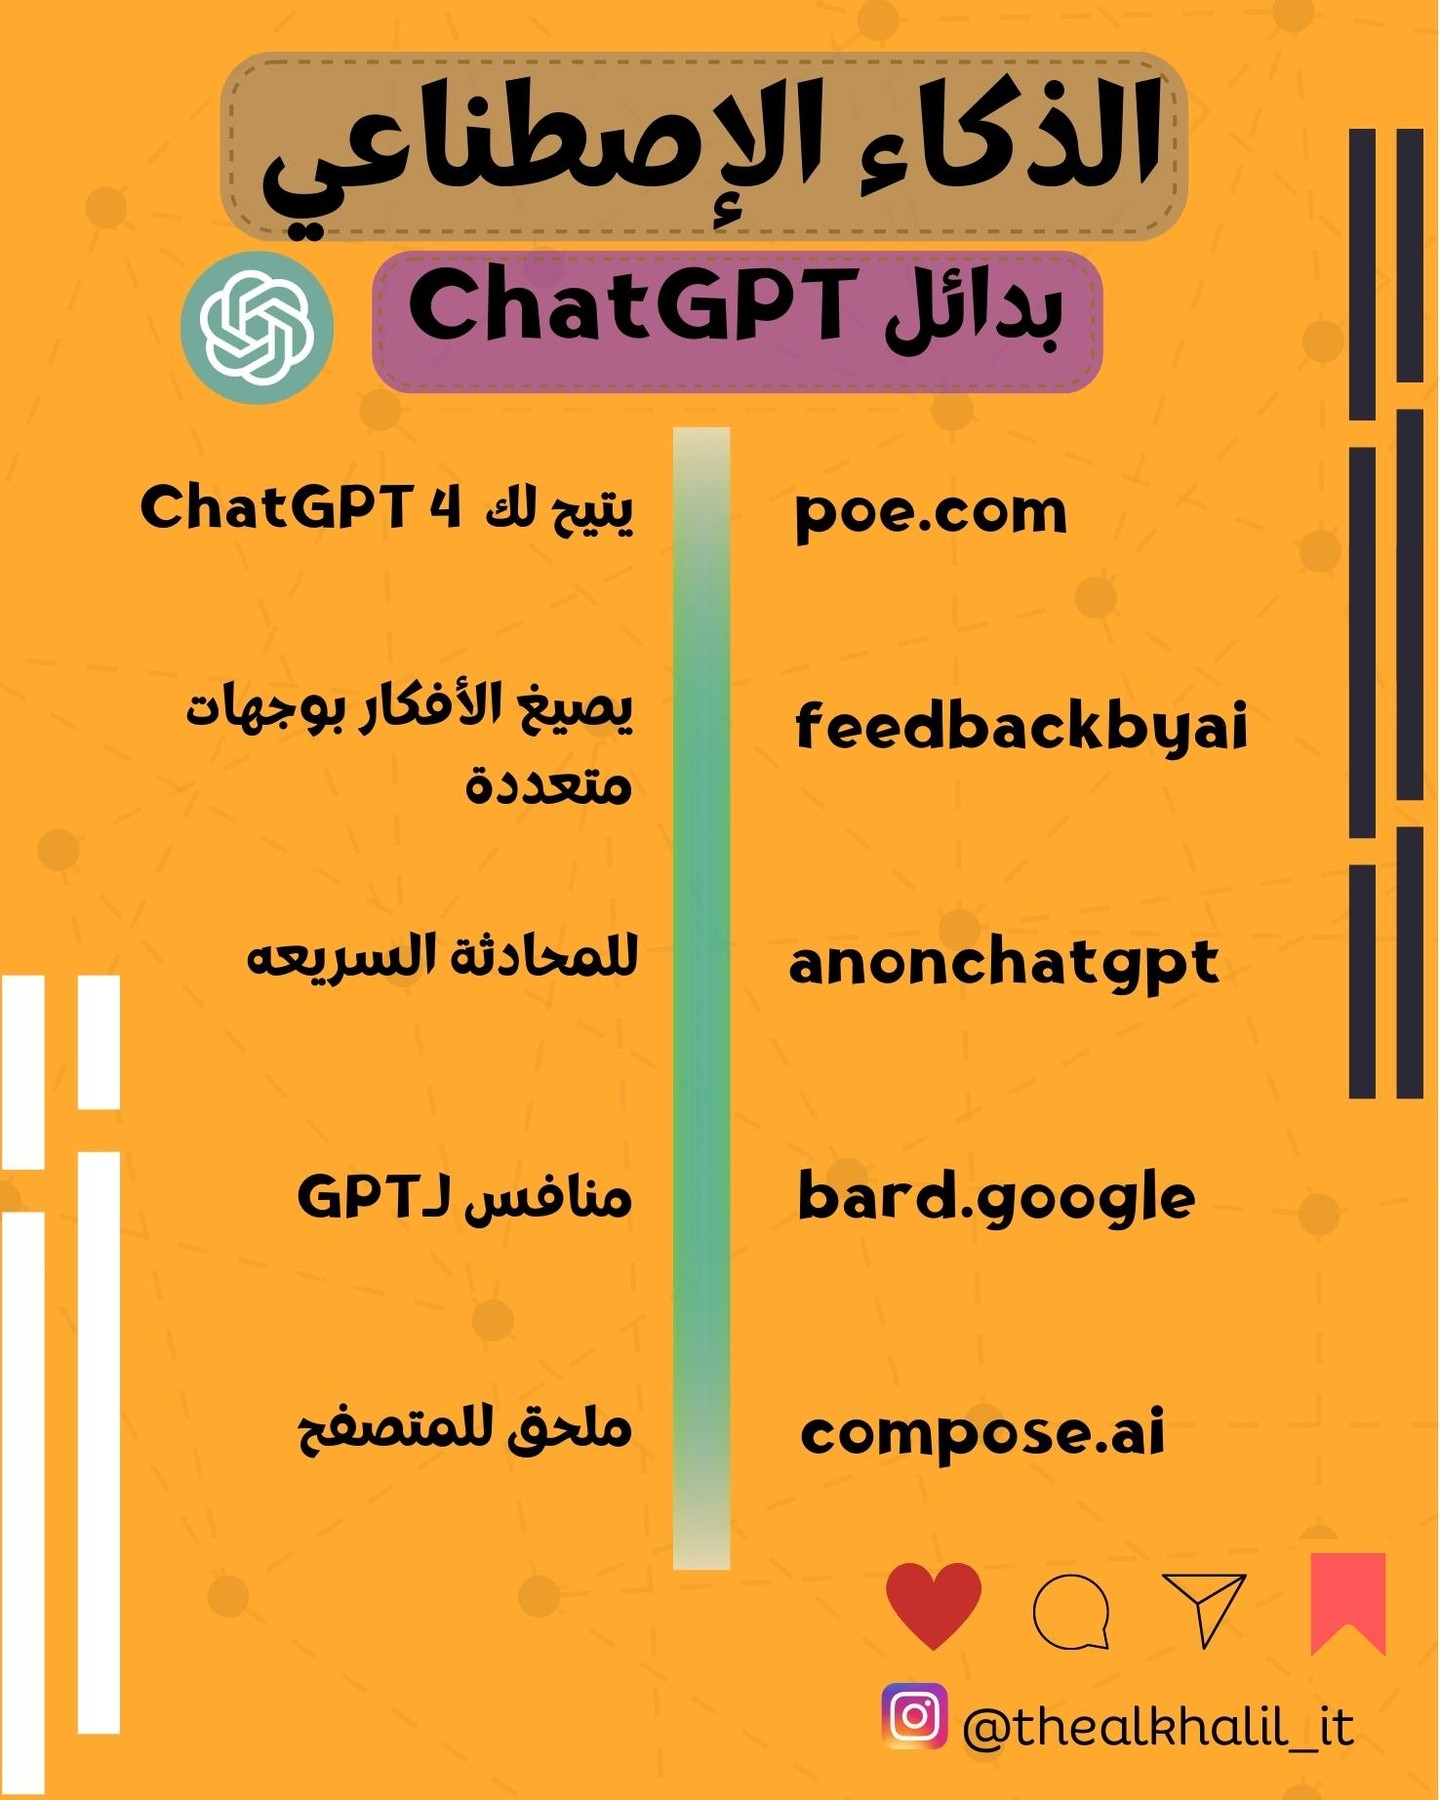 الذكاء الإصطناعي
بدائل ChatGPT
poe.com
يتيح لك ChatGPT 4
feedbackbyai
يصيغ الأفكار بوجهات
متعددة
anonchatgpt
للمحادثة السريعه
bard.google
منافس لـGPT
compose.ai
ملحق للمتصفح
@thealkhalil_it